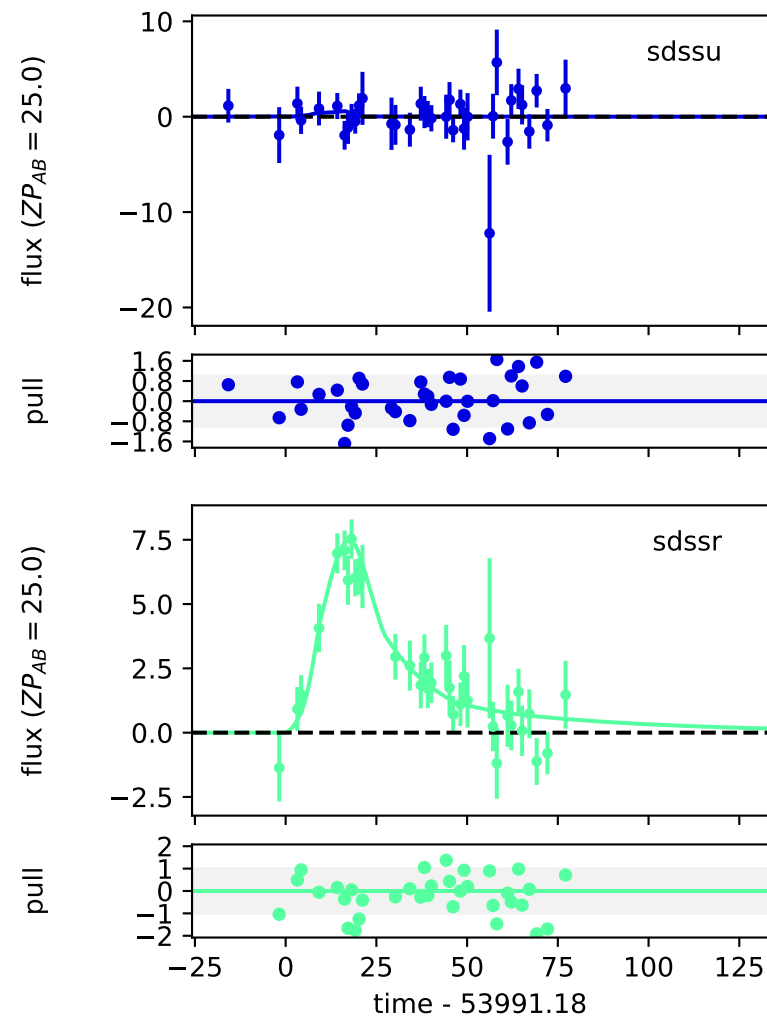 10
sdssu
0
−10
−20
flux (ZP_AB = 25.0)
1.6
0.8
0.0
−0.8
−1.6
pull
7.5
sdssr
5.0
2.5
0.0
−2.5
flux (ZP_AB = 25.0)
2
1
0
−1
−2
pull
−25 0 25 50 75 100 125
time - 53991.18